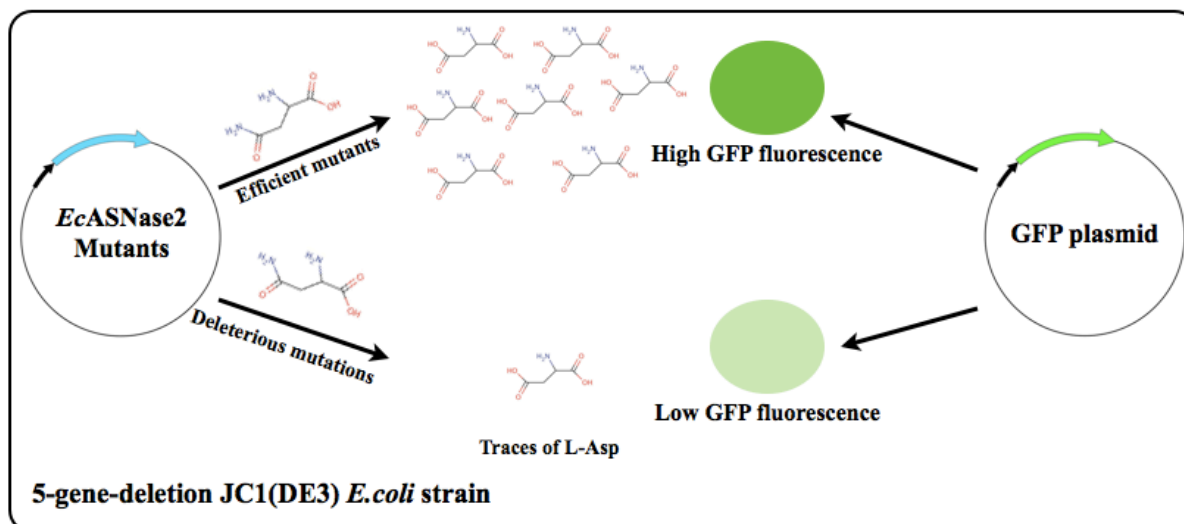 EcASNase2
Mutants
Efficient mutants
Deleterious mutations
High GFP fluorescence
Low GFP fluorescence
Traces of L-Asp
GFP plasmid
5-gene-deletion JC1(DE3) E.coli strain